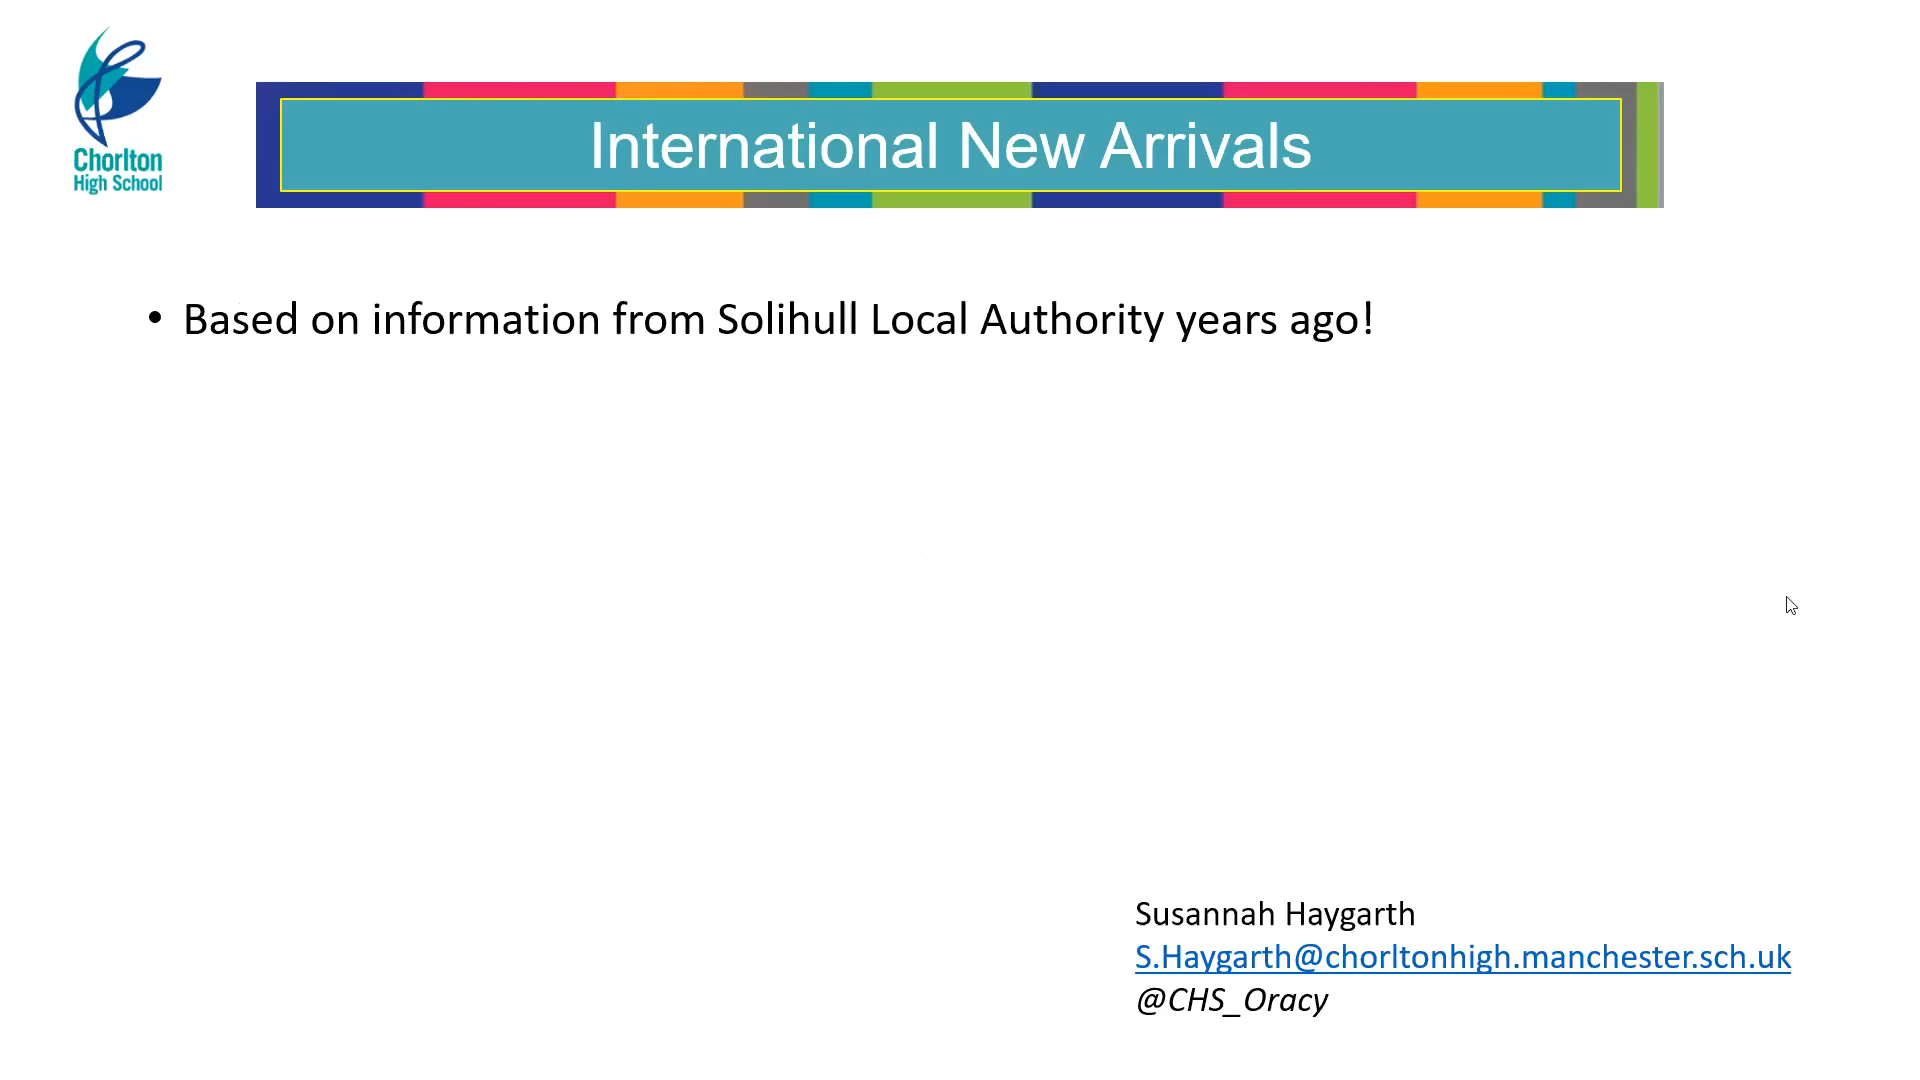 Chorlton
High School
International New Arrivals
• Based on information from Solihull Local Authority years ago!
Susannah Haygarth
S.Haygarth@chorltonhigh.manchester.sch.uk
@CHS_Oracy